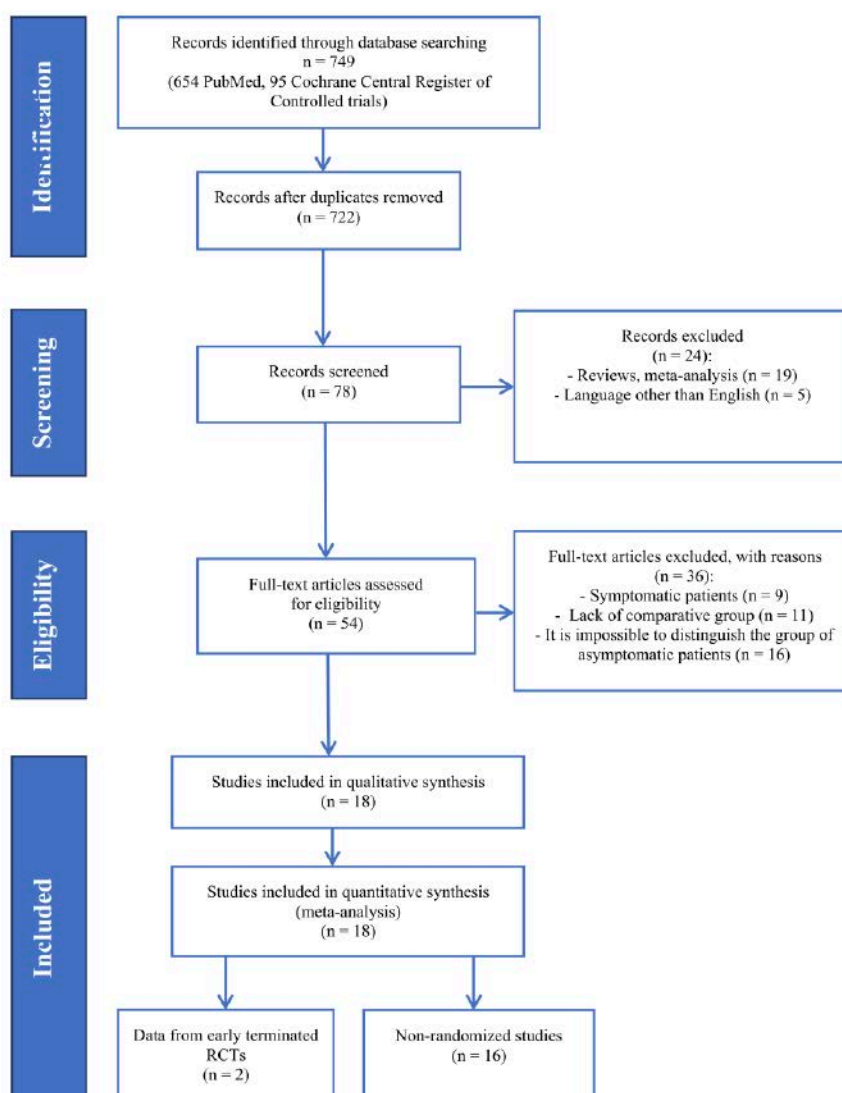 Identification
Records identified through database searching
n = 749
(654 PubMed, 95 Cochrane Central Register of
Controlled trials)
Records after duplicates removed
(n = 722)
Screening
Records screened
(n = 78)
Records excluded
(n = 24):
- Reviews, meta-analysis (n = 19)
- Language other than English (n = 5)
Eligibility
Full-text articles assessed
for eligibility
(n = 54)
Full-text articles excluded, with reasons
(n = 36):
- Symptomatic patients (n = 9)
- Lack of comparative group (n = 11)
- It is impossible to distinguish the group of
asymptomatic patients (n = 16)
Included
Studies included in qualitative synthesis
(n = 18)
Studies included in quantitative synthesis
(meta-analysis)
(n = 18)
Data from early terminated
RCTs
(n = 2)
Non-randomized studies
(n = 16)